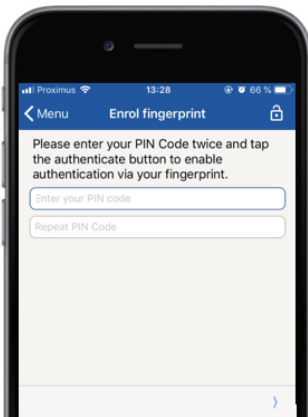 Proximus 13:28 66 %
Menu Enrol fingerprint
Please enter your PIN Code twice and tap
the authenticate button to enable
authentication via your fingerprint.
Enter your PIN code
Repeat PIN Code